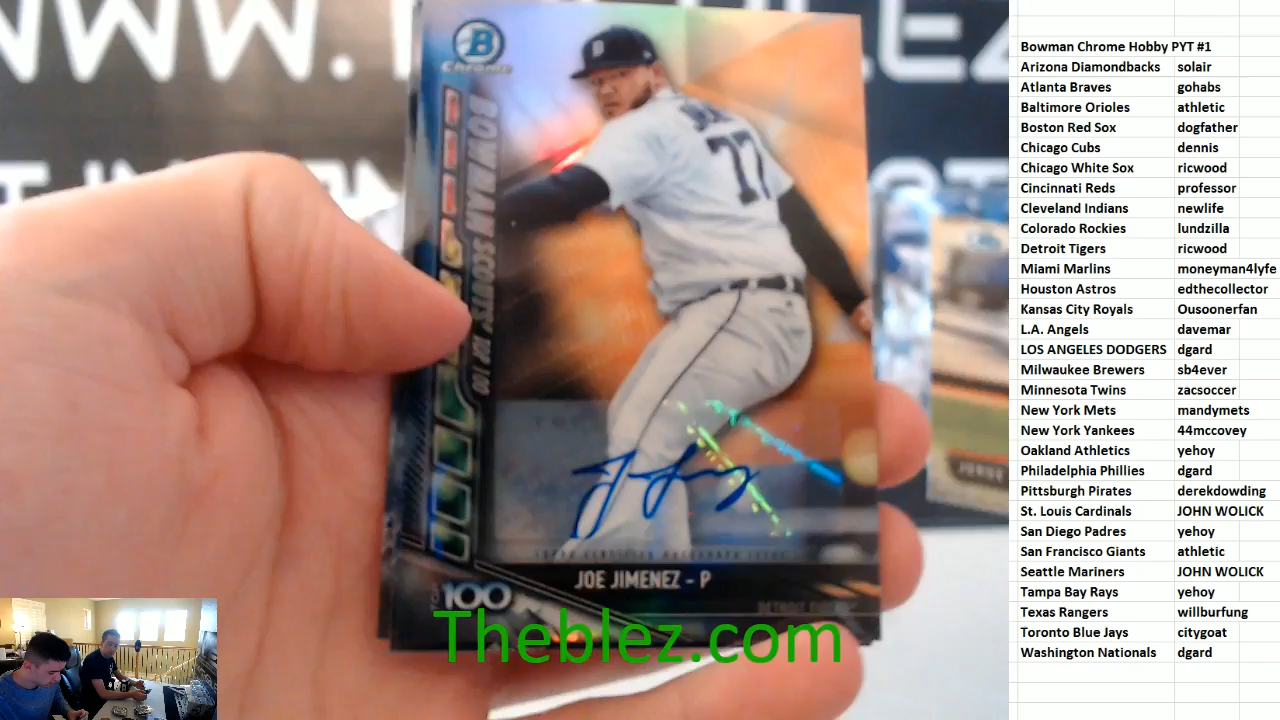 B
Chrome
BOWMAN SCOUTS' TOP 100
77
TOPPS CERTIFIED AUTOGRAPH ISSUE
JOE JIMENEZ - P
100
Theblez.com
Bowman Chrome Hobby PYT #1
Arizona Diamondbacks solair
Atlanta Braves gohabs
Baltimore Orioles athletic
Boston Red Sox dogfather
Chicago Cubs dennis
Chicago White Sox ricwood
Cincinnati Reds professor
Cleveland Indians newlife
Colorado Rockies lundzilla
Detroit Tigers ricwood
Miami Marlins moneyman4lyfe
Houston Astros edthecollector
Kansas City Royals Ousoonerfan
L.A. Angels davemar
LOS ANGELES DODGERS dgard
Milwaukee Brewers sb4ever
Minnesota Twins zacsoccer
New York Mets mandymets
New York Yankees 44mccovey
Oakland Athletics yehoy
Philadelphia Phillies dgard
Pittsburgh Pirates derekdowding
St. Louis Cardinals JOHN WOLICK
San Diego Padres yehoy
San Francisco Giants athletic
Seattle Mariners JOHN WOLICK
Tampa Bay Rays yehoy
Texas Rangers willburfung
Toronto Blue Jays citygoat
Washington Nationals dgard